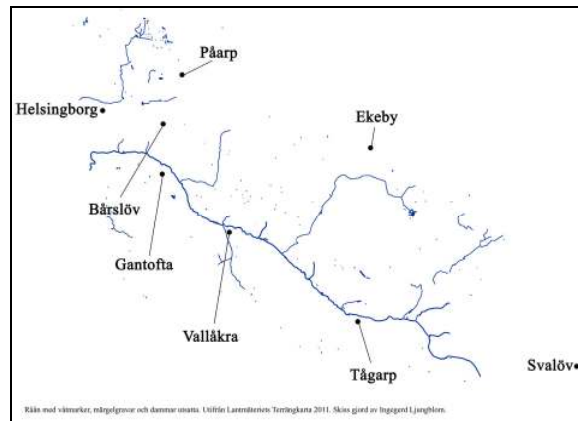 Påarp
Helsingborg
Ekeby
Bårslöv
Gantofta
Vallåkra
Tågarp
Svalöv
Råån med våtmarker, märgelgravar och dammar utsatta. Utifrån Lantmäteriets Terrängkarta 2011. Skiss gjord av Ingegerd Ljungblom.